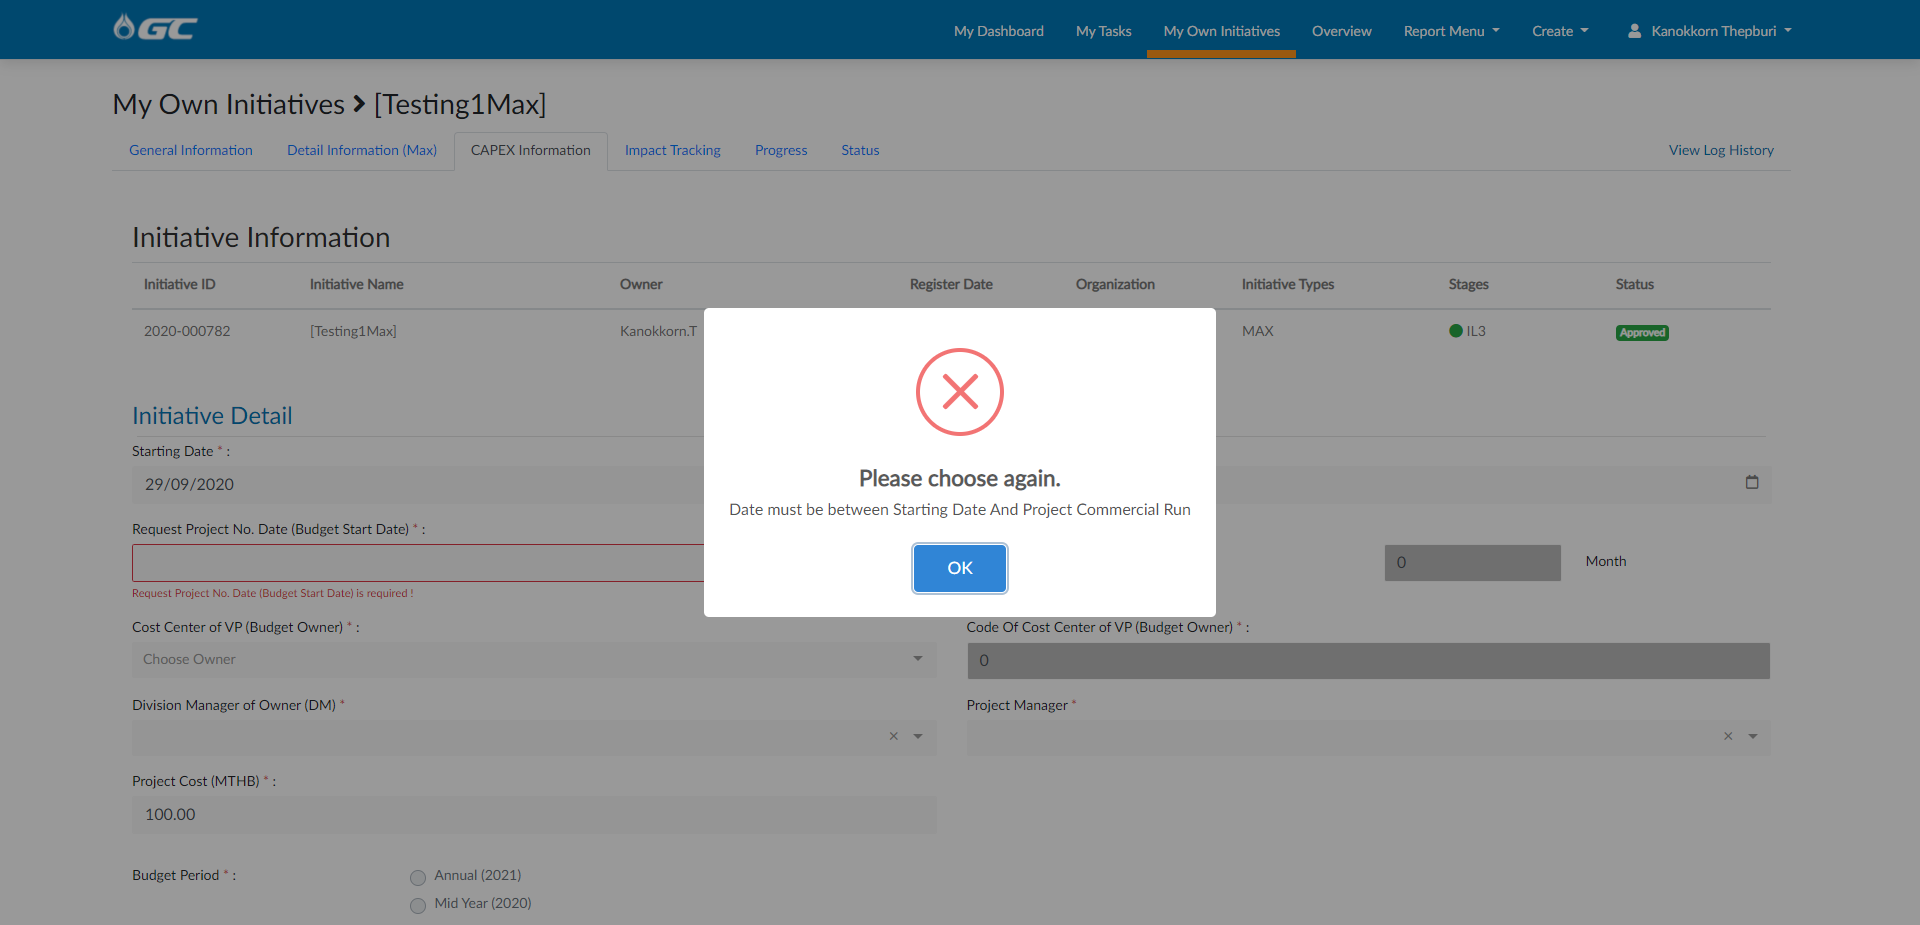 GC
My Dashboard My Tasks My Own Initiatives Overview Report Menu Create Kanokkorn Thepburi
My Own Initiatives > [Testing1Max]
General Information Detail Information (Max) CAPEX Information Impact Tracking Progress Status View Log History
Initiative Information
Initiative ID Initiative Name Owner Register Date Organization Initiative Types Stages Status
2020-000782 [Testing1Max] Kanokkorn.T MAX IL3 Approved
Initiative Detail
Starting Date * :
29/09/2020
Please choose again.
Date must be between Starting Date And Project Commercial Run
OK
Request Project No. Date (Budget Start Date) * :
0 Month
Request Project No. Date (Budget Start Date) is required !
Cost Center of VP (Budget Owner) * : Code Of Cost Center of VP (Budget Owner) * :
Choose Owner 0
Division Manager of Owner (DM) * Project Manager *
Project Cost (MTHB) * :
100.00
Budget Period * : Annual (2021)
Mid Year (2020)